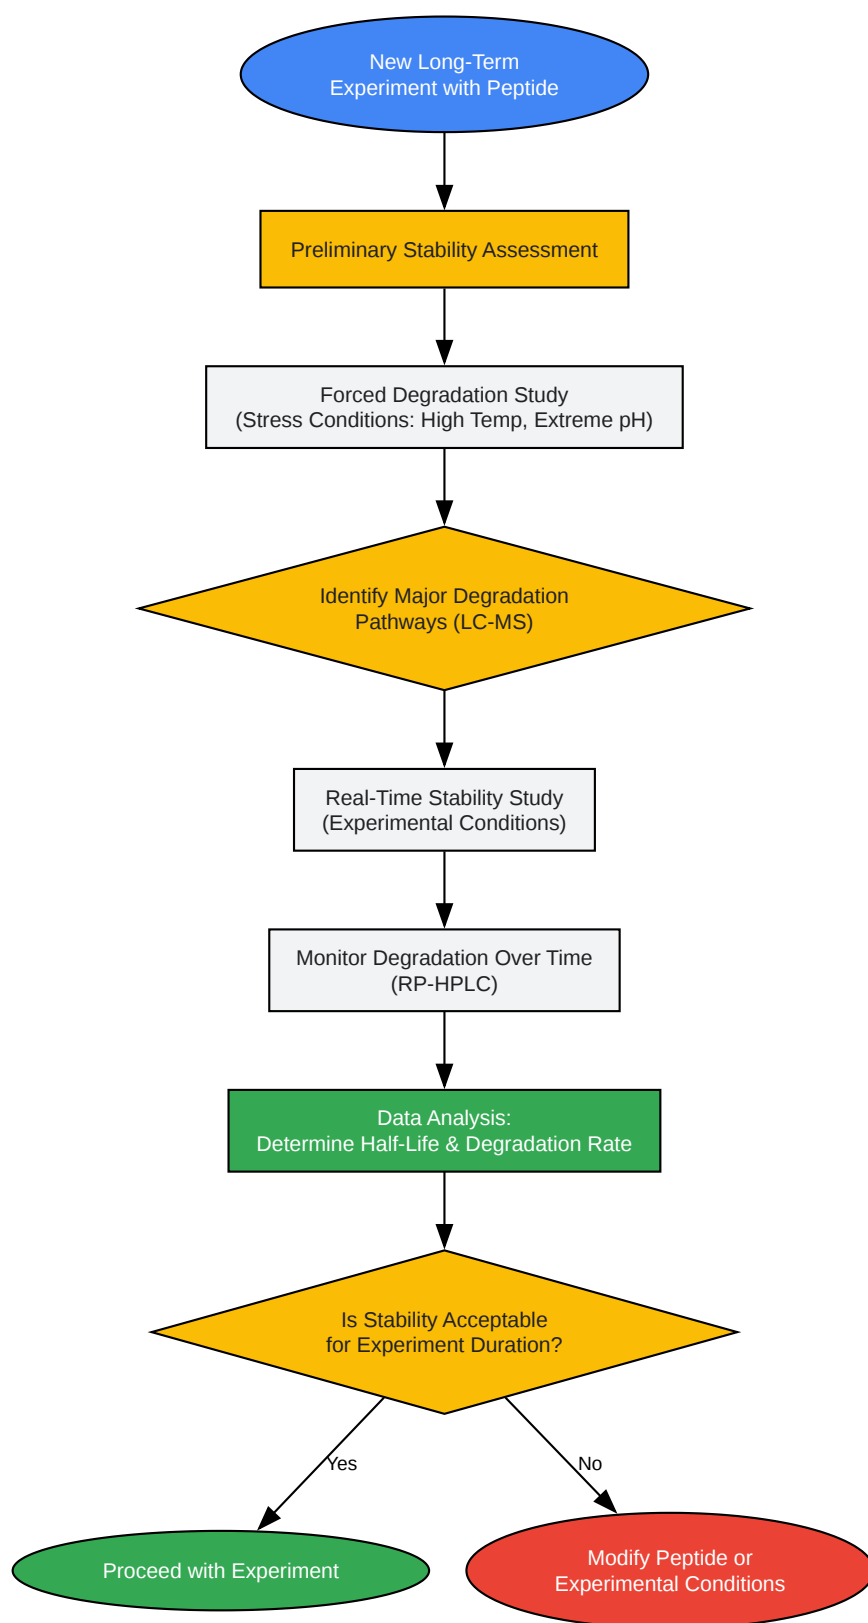 New Long-Term
Experiment with Peptide
Preliminary Stability Assessment
Forced Degradation Study
(Stress Conditions: High Temp, Extreme pH)
Identify Major Degradation
Pathways (LC-MS)
Real-Time Stability Study
(Experimental Conditions)
Monitor Degradation Over Time
(RP-HPLC)
Data Analysis:
Determine Half-Life & Degradation Rate
Is Stability Acceptable
for Experiment Duration?
Yes
No
Proceed with Experiment
Modify Peptide or
Experimental Conditions